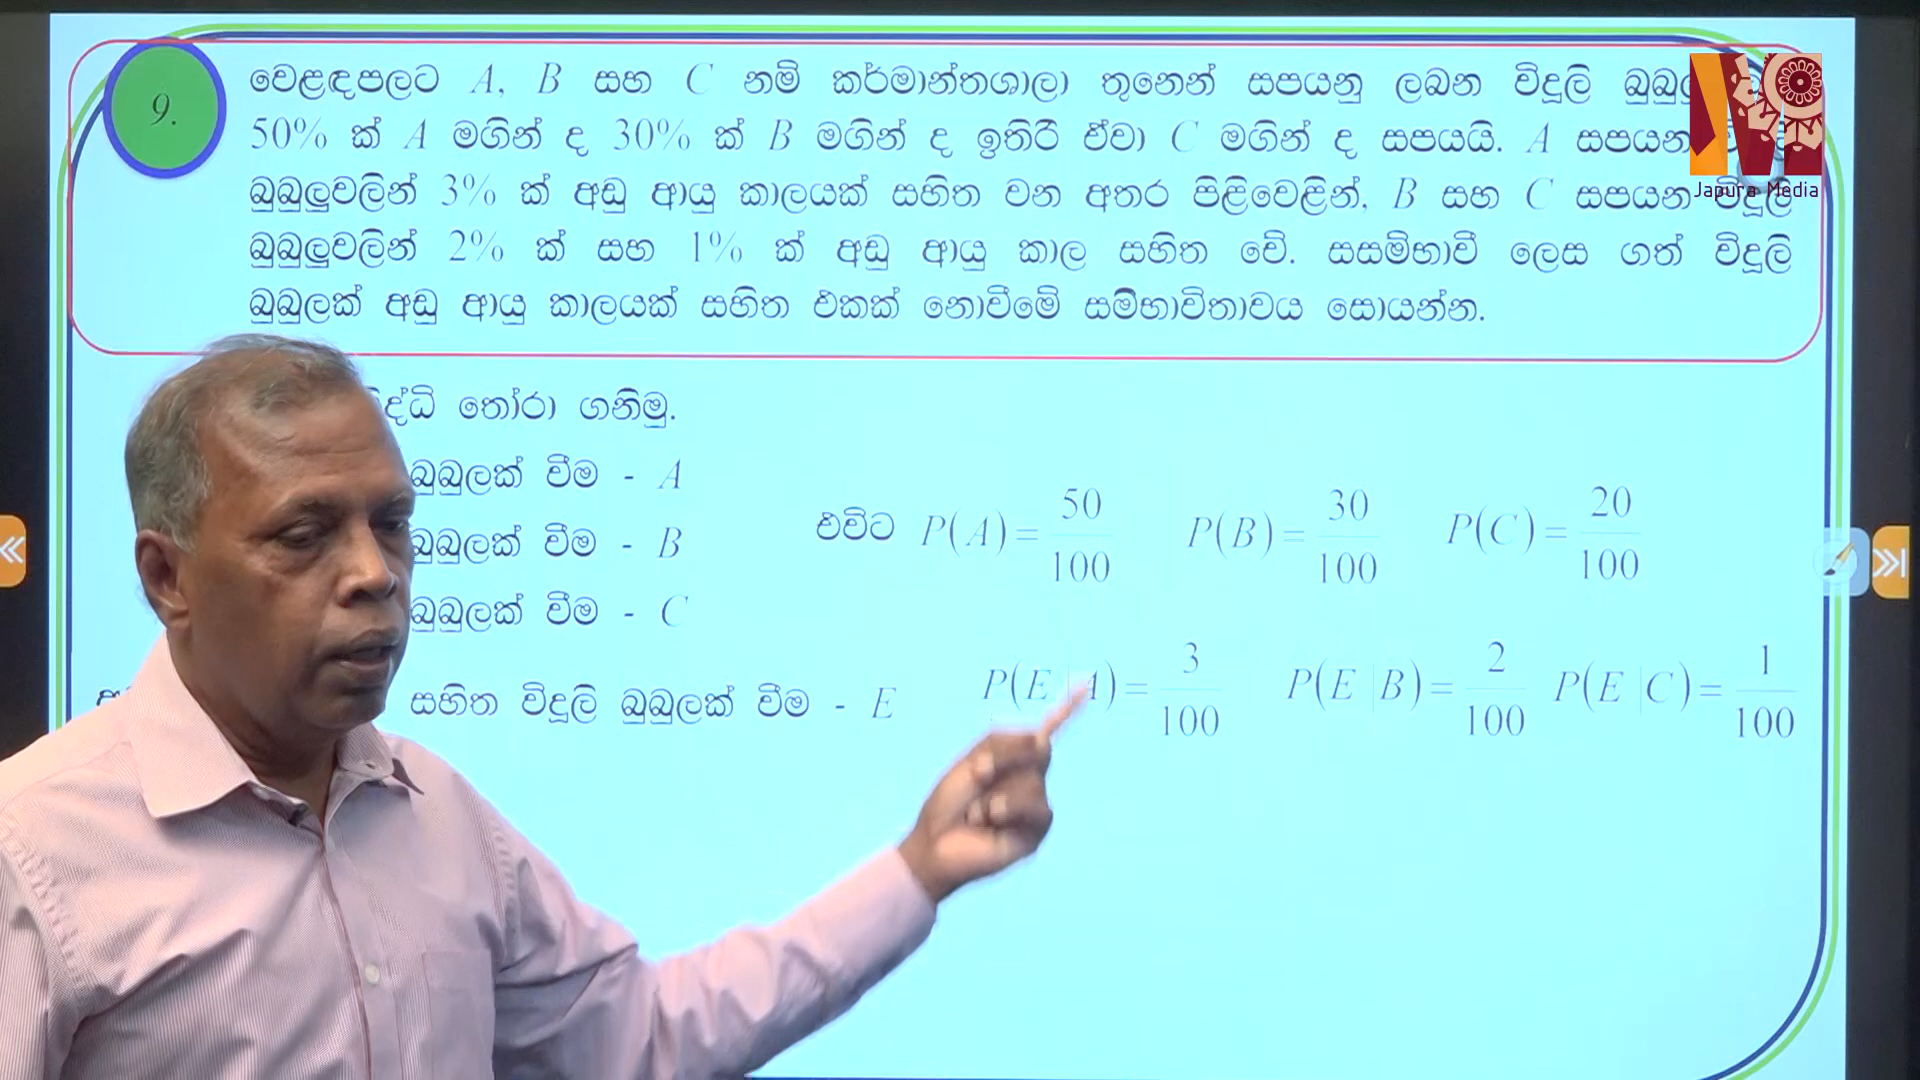 9.
වෙළඳපලට A, B සහ C නම් කර්මාන්තශාලා තුනෙන් සපයනු ලබන විදුලි
50% ක් A මගින් ද 30% ක් B මගින් ද ඉතිරි ඒවා C මගින් ද සපයයි. A සපයන
බුබුලුවලින් 3% ක් අඩු ආයු කාලයක් සහිත වන අතර පිළිවෙළින්, B සහ C සපයන විදුලි
බුබුලුවලින් 2% ක් සහ 1% ක් අඩු ආයු කාල සහිත වේ. සසම්භාවී ලෙස ගත් විදුලි
බුබුලක් අඩු ආයු කාලයක් සහිත එකක් නොවීමේ සම්භාවිතාවය සොයන්න.
Japura Media
තෝරා ගනිමු.
බුබුලක් වීම - A
බුබුලක් වීම - B
බුබුලක් වීම - C
එවිට P(A) = 50/100 P(B) = 30/100 P(C) = 20/100
සහිත විදුලි බුබුලක් වීම - E P(E | A) = 3/100 P(E | B) = 2/100 P(E | C) = 1/100